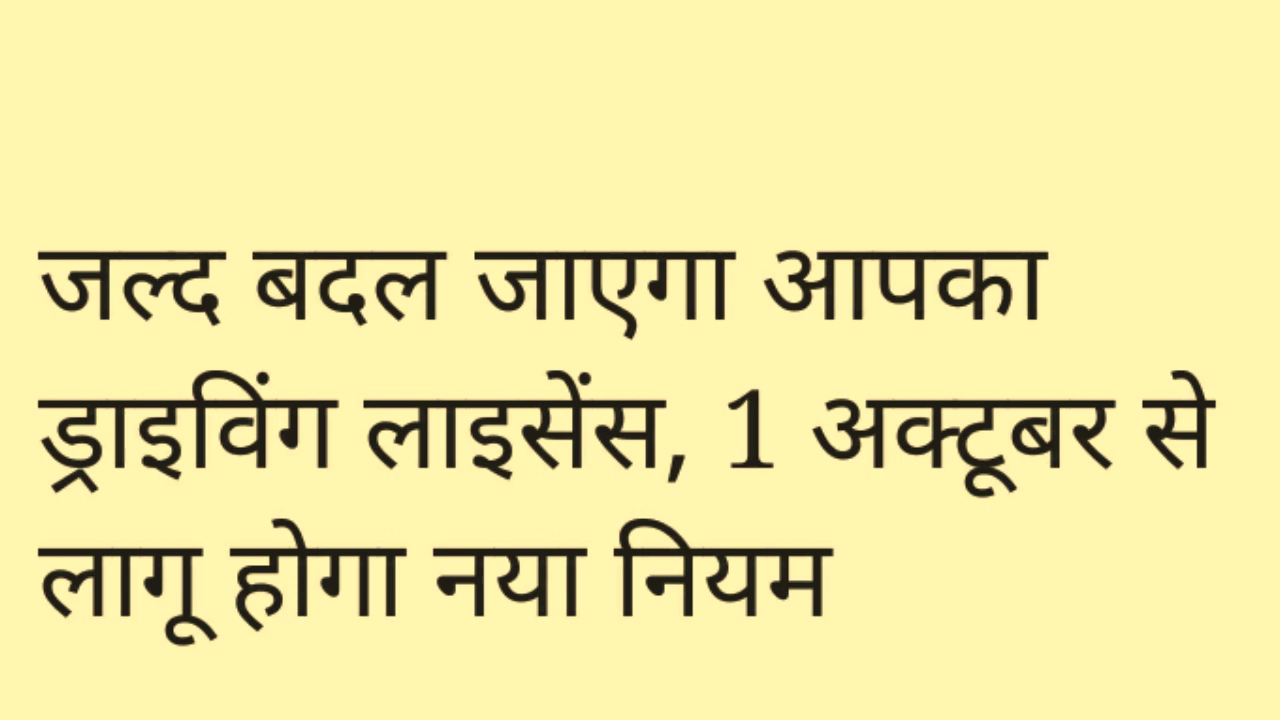 जल्द बदल जाएगा आपका
ड्राइविंग लाइसेंस, 1 अक्टूबर से
लागू होगा नया नियम